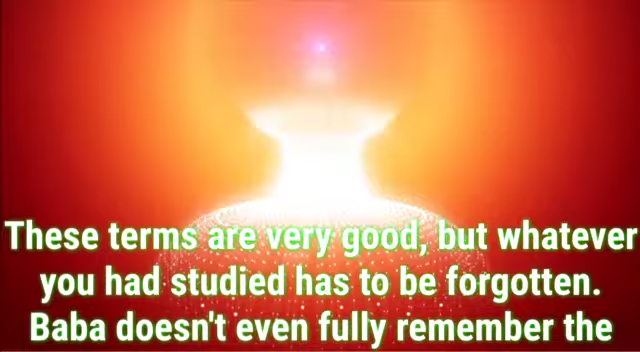 These terms are very good, but whatever
you had studied has to be forgotten.
Baba doesn't even fully remember the